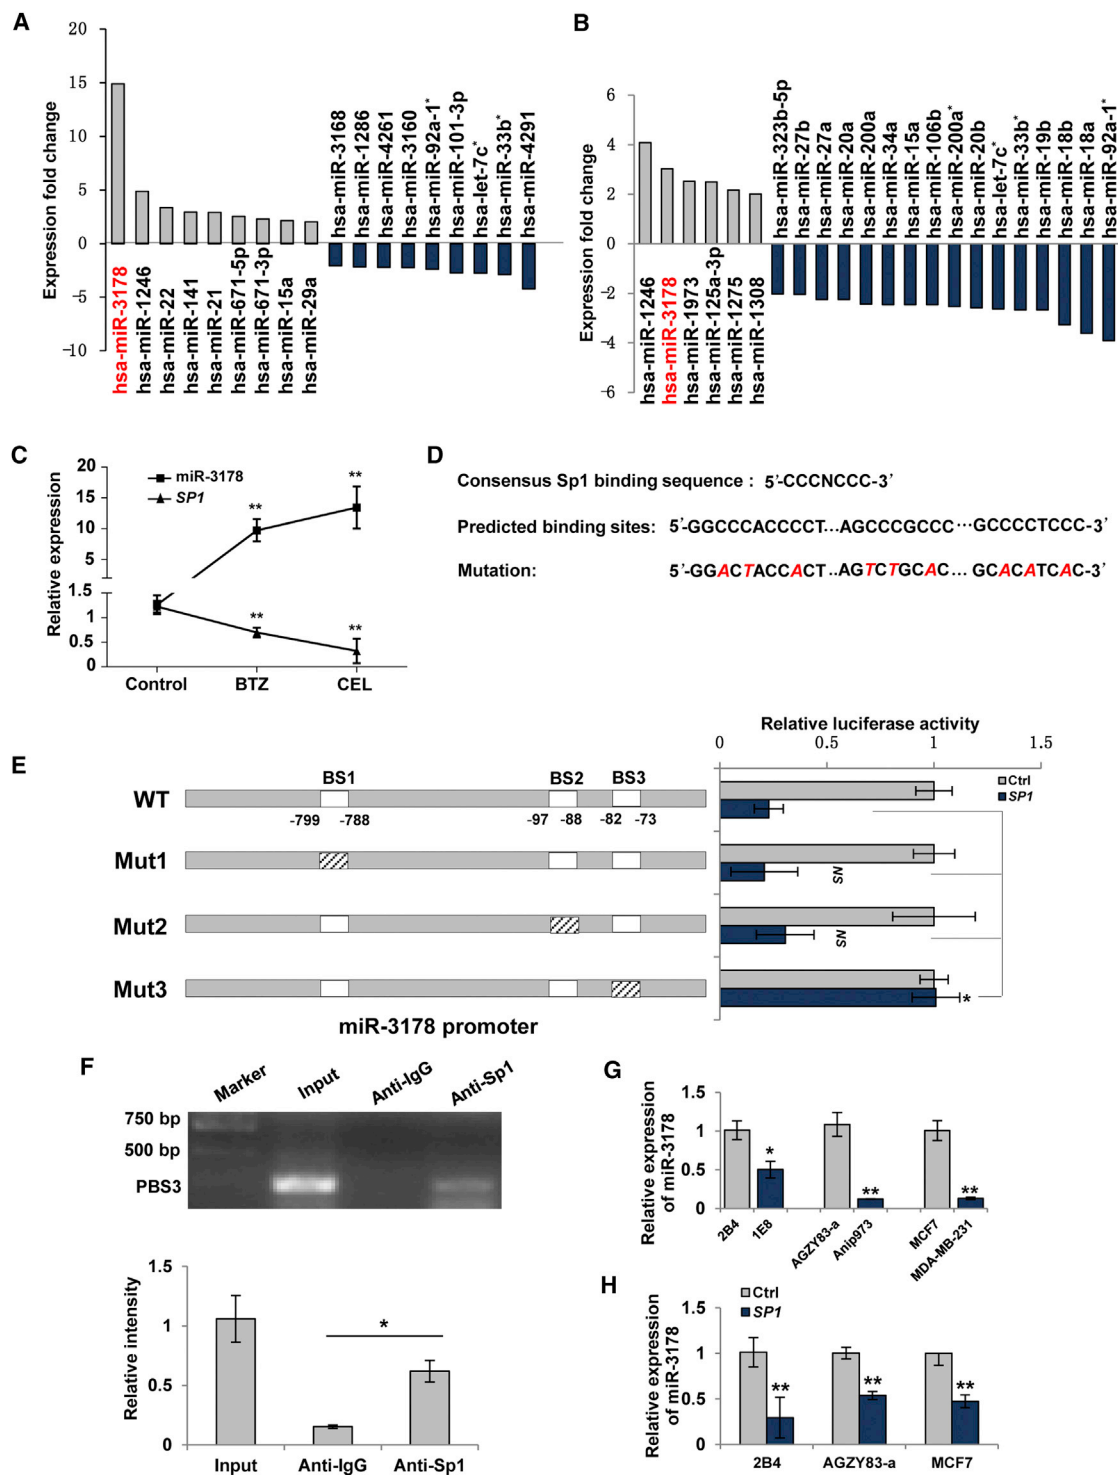 A
Expression fold change
20
15
10
5
0
−5
−10
hsa-miR-3178
hsa-miR-1246
hsa-miR-22
hsa-miR-141
hsa-miR-21
hsa-miR-671-5p
hsa-miR-671-3p
hsa-miR-15a
hsa-miR-29a
hsa-miR-3168
hsa-miR-1286
hsa-miR-4261
hsa-miR-3160
hsa-miR-92a-1*
hsa-miR-101-3p
hsa-let-7c*
hsa-miR-33b*
hsa-miR-4291
B
Expression fold change
6
4
2
0
−2
−4
−6
hsa-miR-1246
hsa-miR-3178
hsa-miR-1973
hsa-miR-125a-3p
hsa-miR-1275
hsa-miR-1308
hsa-miR-323b-5p
hsa-miR-27b
hsa-miR-27a
hsa-miR-20a
hsa-miR-200a
hsa-miR-34a
hsa-miR-15a
hsa-miR-106b
hsa-miR-200a*
hsa-miR-20b
hsa-let-7c*
hsa-miR-33b*
hsa-miR-19b
hsa-miR-18b
hsa-miR-18a
hsa-miR-92a-1*
C
Relative expression
20
15
10
5
1.5
1
0.5
0
miR-3178
SP1
**
**
**
**
Control BTZ CEL
D
Consensus Sp1 binding sequence : 5'-CCCNCCC-3'
Predicted binding sites: 5'-GGCCCACCCCT...AGCCCGCCC ···GCCCCTCCC-3'
Mutation: 5'-GGACTACCACT ..AGTCTGCAC... GCACATCAC-3'
E
BS1 BS2 BS3
WT
-799 -788 -97 -88 -82 -73
Mut1
Mut2
Mut3
miR-3178 promoter
Relative luciferase activity
0 0.5 1 1.5
Ctrl
SP1
NS
NS
*
F
Marker Input Anti-IgG Anti-Sp1
750 bp
500 bp
PBS3
Relative intensity
1.5
1
0.5
0
*
Input Anti-IgG Anti-Sp1
G
Relative expression
of miR-3178
1.5
1
0.5
0
* ** **
2B4 1E8 AGZY83-a Anip973 MCF7 MDA-MB-231
H
Ctrl
SP1
Relative expression
of miR-3178
1.5
1
0.5
0
** ** **
2B4 AGZY83-a MCF7